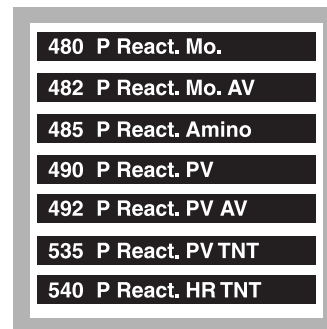 480 P React. Mo.
482 P React. Mo. AV
485 P React. Amino
490 P React. PV
492 P React. PV AV
535 P React. PV TNT
540 P React. HR TNT